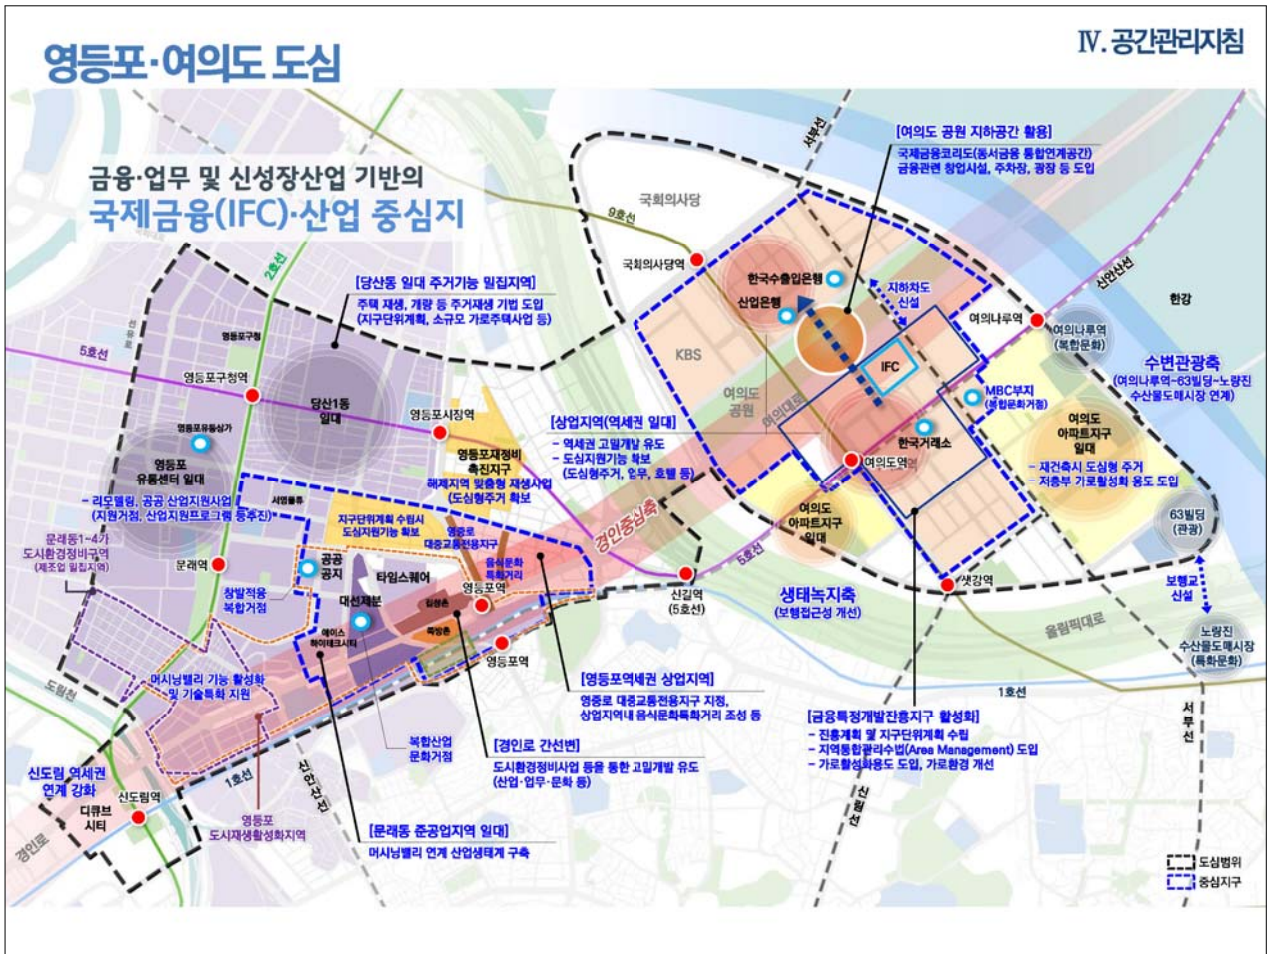 영등포·여의도 도심
Ⅳ. 공간관리지침
금융·업무 및 신성장산업 기반의
국제금융(IFC)·산업 중심지
[여의도 공원 지하공간 활용]
국제금융코리도(동서금융 통합연계공간)
금융관련 창업시설, 주차장, 광장 등 도입
서부선
국회의사당
9호선
국회의사당역
한국수출입은행
산업은행
지하차도
신설
신안산선
한강
여의나루역
여의나루역
(복합문화)
수변관광축
(여의나루역~63빌딩~노량진
수산물도매시장 연계)
2호선
[당산동 일대 주거기능 밀집지역]
주택 재생, 개량 등 주거재생 기법 도입
(지구단위계획, 소규모 가로주택사업 등)
선유로
영등포구청
5호선
영등포구청역
당산1동
일대
영등포시장역
영등포유통상가
영등포
유통센터 일대
- 리모델링, 공공 산업지원사업
(지원거점, 산업지원프로그램 등추진)
영등포재정비
촉진지구
해제지역 맞춤형 재생사업
(도심형주거 확보)
KBS
여의도
공원
여의대로
IFC
MBC부지
(복합문화거점)
한국거래소
여의도역
[상업지역(역세권 일대)]
- 역세권 고밀개발 유도
- 도심지원기능 확보
(도심형주거, 업무, 호텔 등)
여의도
아파트지구
일대
- 재건축시 도심형 주거
- 저층부 가로활성화 용도 도입
여의도
아파트지구
일대
63빌딩
(관광)
문래동1~4가
도시환경정비구역
(제조업 밀집지역)
지구단위계획 수립시
도심지원기능 확보
영중로
대중교통전용지구
음식문화
특화거리
경인중심축
5호선
문래역
공공
공지
타임스퀘어
대선제분
영등포역
집창촌
쪽방촌
에이스
하이테크시티
영등포역
창발적응
복합거점
신길역
(5호선)
생태녹지축
(보행접근성 개선)
샛강역
올림픽대로
보행교
신설
노량진
수산물도매시장
(특화문화)
머시닝밸리 기능 활성화
및 기술특화 지원
도림천
[영등포역세권 상업지역]
영중로 대중교통전용지구 지정,
상업지역내 음식문화특화거리 조성 등
1호선
서부선
[금융특정개발진흥지구 활성화]
- 진흥계획 및 지구단위계획 수립
- 지역통합관리수법(Area Management) 도입
- 가로활성화용도 도입, 가로환경 개선
복합산업
문화거점
[경인로 간선변]
도시환경정비사업 등을 통한 고밀개발 유도
(산업·업무·문화 등)
신도림 역세권
연계 강화
1호선
신안산선
신림선
신도림역
디큐브
시티
경인로
영등포
도시재생활성화지역
[문래동 준공업지역 일대]
머시닝밸리 연계 산업생태계 구축
도심범위
중심지구